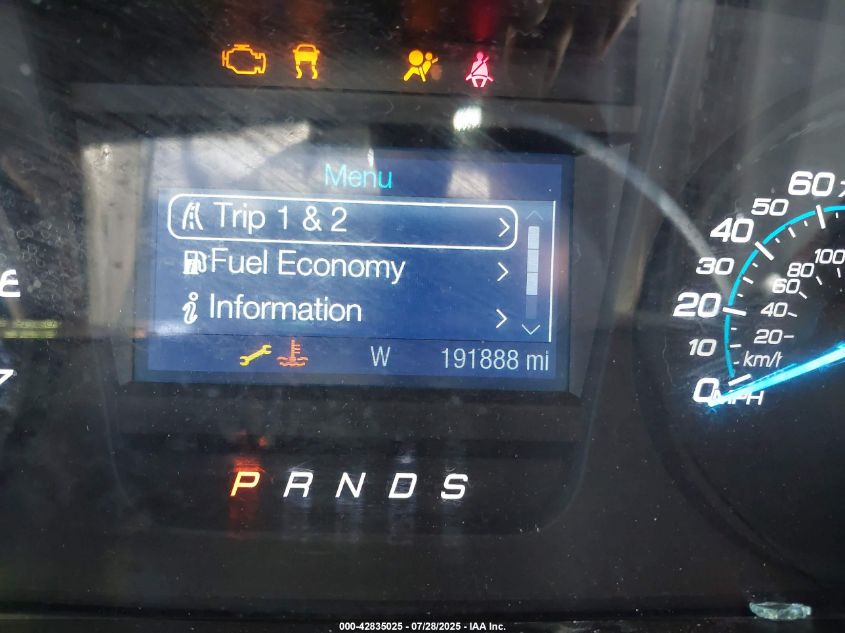 Menu
Trip 1 & 2
Fuel Economy
Information
W 191888 mi
P R N D S
60
50
40
30
20
10
0
MPH
100
80
60
40
20
km/h
000-42835025 - 07/28/2025 - IAA Inc.